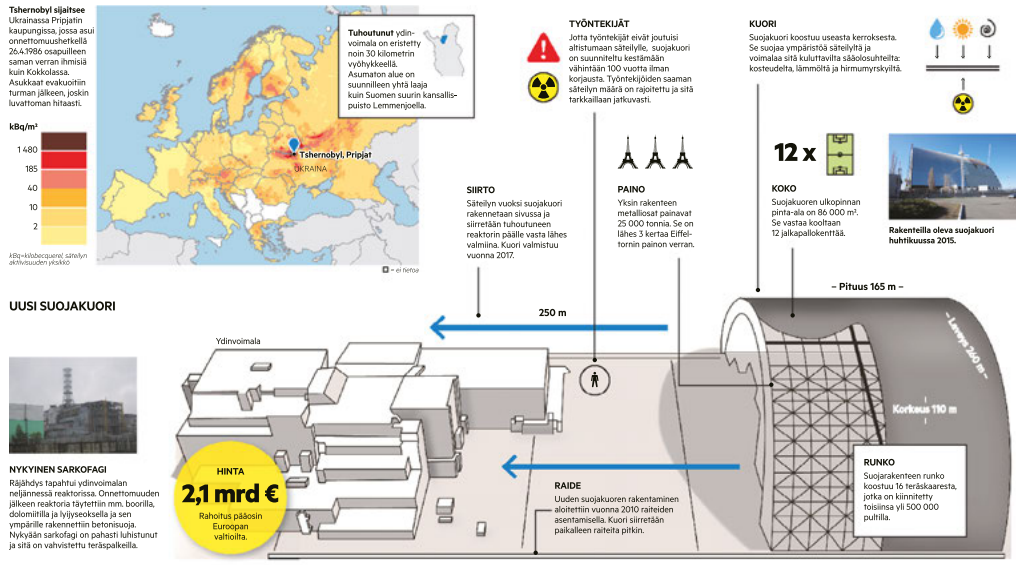 Tshernobyl sijaitsee
Ukrainassa Pripjatin
kaupungissa, jossa asui
onnettomuushetkellä
26.4.1986 osapuilleen
saman verran ihmisiä
kuin Kokkolassa.
Asukkaat evakuoitiin
turman jälkeen, joskin
luvattoman hitaasti.
kBq/m²
1 480
185
40
10
2
kBq=kilobecquerel, säteilyn
aktiivisuuden yksikkö
Tshernobyl, Pripjat
UKRAINA
= ei tietoa
Tuhoutunut ydin-
voimala on eristetty
noin 30 kilometrin
vyöhykkeellä.
Asumaton alue on
suunnilleen yhtä laaja
kuin Suomen suurin kansallis-
puisto Lemmenjoella.
TYÖNTEKIJÄT
Jotta työntekijät eivät joutuisi
altistumaan säteilylle, suojakuori
on suunniteltu kestämään
vähintään 100 vuotta ilman
korjausta. Työntekijöiden saaman
säteilyn määrä on rajoitettu ja sitä
tarkkaillaan jatkuvasti.
KUORI
Suojakuori koostuu useasta kerroksesta.
Se suojaa ympäristöä säteilyltä ja
voimalaa sitä kuluttavilta sääolosuhteilta:
kosteudelta, lämmöltä ja hirmumyrskyiltä.
SIIRTO
Säteilyn vuoksi suojakuori
rakennetaan sivussa ja
siirretään tuhoutuneen
reaktorin päälle vasta lähes
valmiina. Kuori valmistuu
vuonna 2017.
PAINO
Yksin rakenteen
metalliosat painavat
25 000 tonnia. Se on
lähes 3 kertaa Eiffel-
tornin painon verran.
12 x
KOKO
Suojakuoren ulkopinnan
pinta-ala on 86 000 m².
Se vastaa kooltaan
12 jalkapallokenttää.
Rakenteilla oleva suojakuori
huhtikuussa 2015.
UUSI SUOJAKUORI
250 m
– Pituus 165 m –
– Leveys 260 m –
Korkeus 110 m
Ydinvoimala
NYKYINEN SARKOFAGI
Räjähdys tapahtui ydinvoimalan
neljännessä reaktorissa. Onnettomuuden
jälkeen reaktoria täytettiin mm. boorilla,
dolomiitilla ja lyijyseoksella ja sen
ympärille rakennettiin betonisuoja.
Nykyään sarkofagi on pahasti luhistunut
ja sitä on vahvistettu teräspalkeilla.
HINTA
2,1 mrd €
Rahoitus pääosin
Euroopan
valtioilta.
RAIDE
Uuden suojakuoren rakentaminen
aloitettiin vuonna 2010 raiteiden
asentamisella. Kuori siirretään
paikalleen raiteita pitkin.
RUNKO
Suojarakenteen runko
koostuu 16 teräskaaresta,
jotka on kiinnitetty
toisiinsa yli 500 000
pultilla.